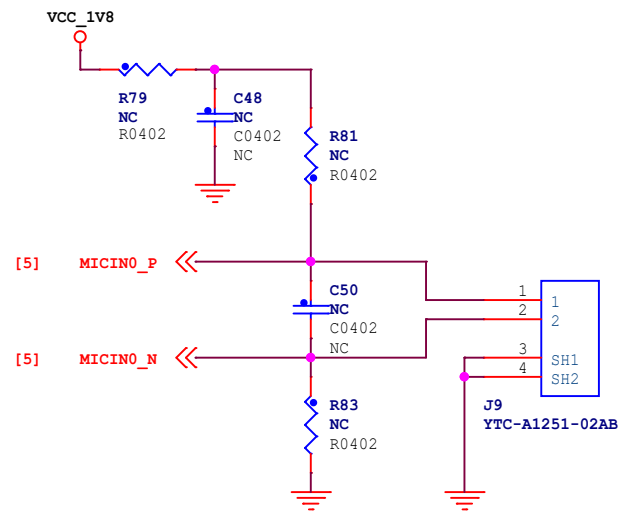 VCC_1V8
R79
NC
R0402
C48
NC
C0402
NC
R81
NC
R0402
[5] MICIN0_P
C50
NC
C0402
NC
[5] MICIN0_N
R83
NC
R0402
1 1
2 2
3 SH1
4 SH2
J9
YTC-A1251-02AB